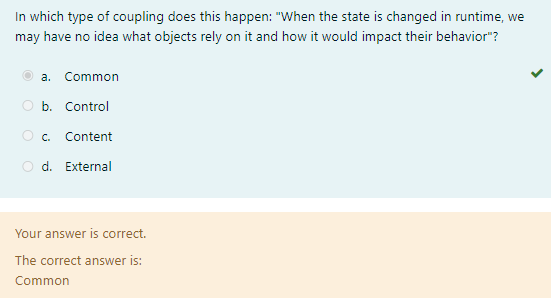 In which type of coupling does this happen: "When the state is changed in runtime, we
may have no idea what objects rely on it and how it would impact their behavior"?
a. Common
b. Control
c. Content
d. External
Your answer is correct.
The correct answer is:
Common